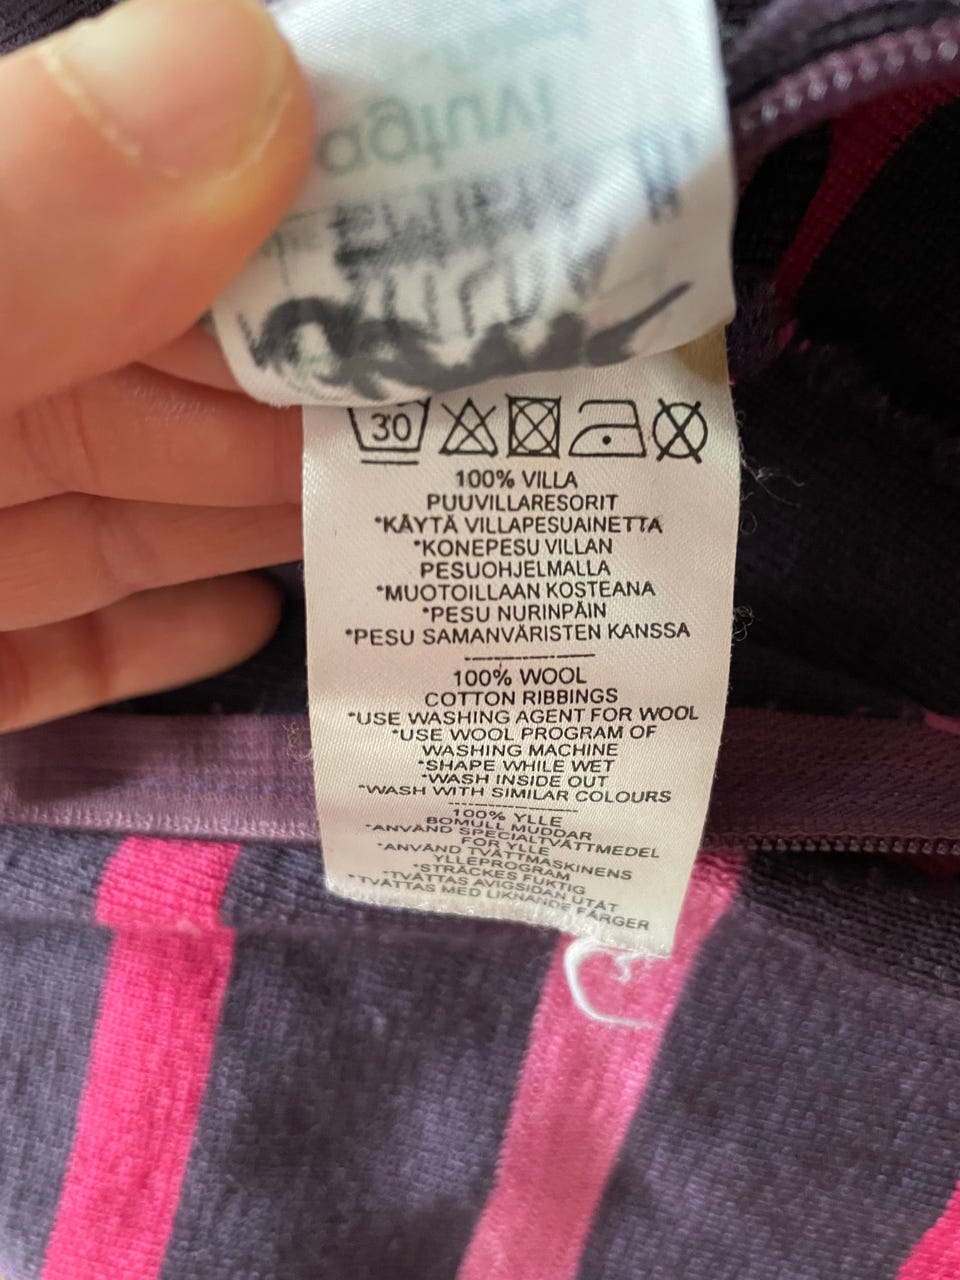 30
100% VILLA
PUUVILLARESORIT
*KÄYTÄ VILLAPESUAINETTA
*KONEPESU VILLAN
PESUOHJELMALLA
*MUOTOILLAAN KOSTEANA
*PESU NURINPÄIN
*PESU SAMANVÄRISTEN KANSSA
100% WOOL
COTTON RIBBINGS
*USE WASHING AGENT FOR WOOL
*USE WOOL PROGRAM OF
WASHING MACHINE
*SHAPE WHILE WET
*WASH INSIDE OUT
*WASH WITH SIMILAR COLOURS
100% YLLE
BOMULL MUDDAR
*ANVÄND SPECIALTVÄTTMEDEL
FÖR YLLE
*ANVÄND TVÄTTMASKINENS
YLLEPROGRAM
*STRÄCKES FUKTIG
*TVÄTTAS AVIGSIDAN UTÅT
*TVÄTTAS MED LIKNANDE FÄRGER